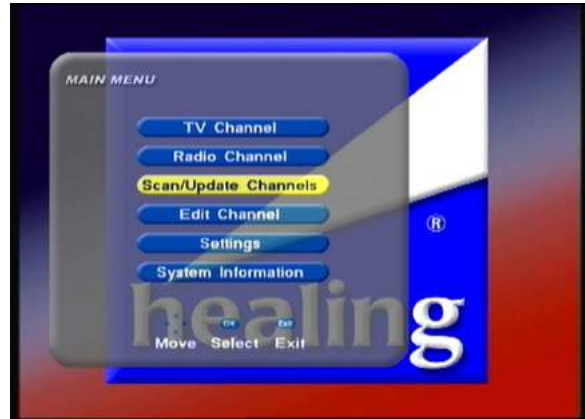 MAIN MENU
TV Channel
Radio Channel
Scan/Update Channels
Edit Channel
®
Settings
System Information
healing
OK Exit
Move Select Exit